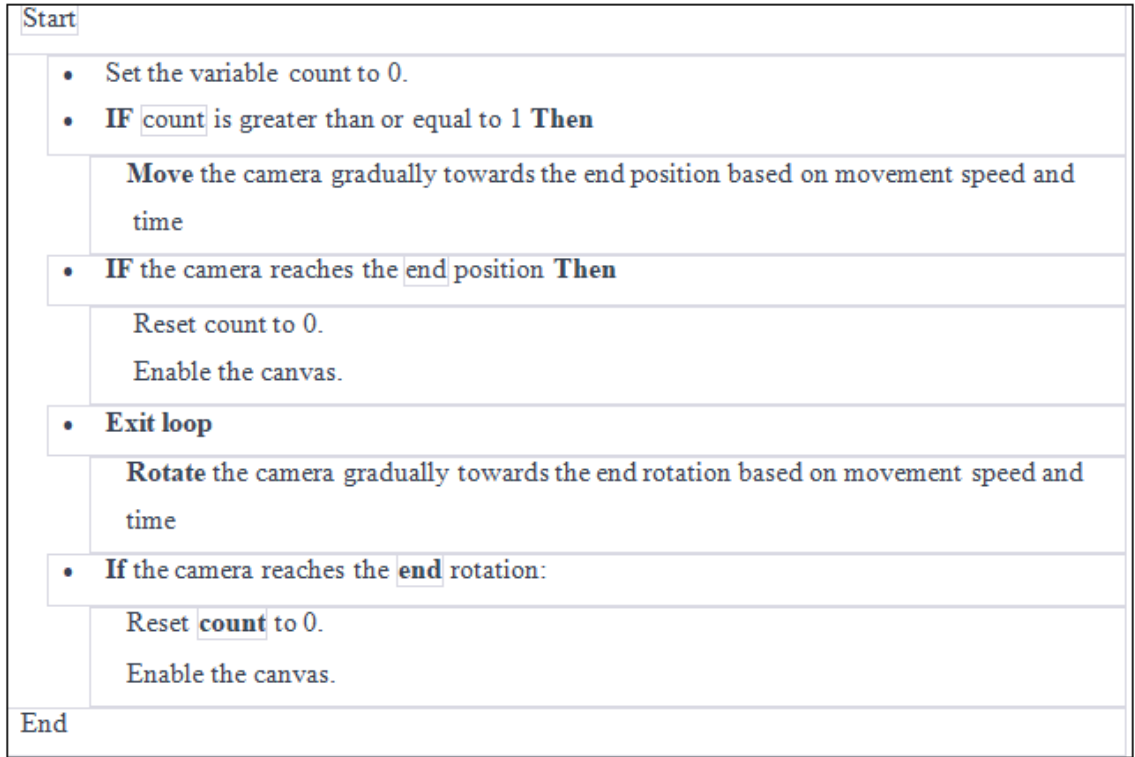 Start
• Set the variable count to 0.
• IF count is greater than or equal to 1 Then
Move the camera gradually towards the end position based on movement speed and
time
• IF the camera reaches the end position Then
Reset count to 0.
Enable the canvas.
• Exit loop
Rotate the camera gradually towards the end rotation based on movement speed and
time
• If the camera reaches the end rotation:
Reset count to 0.
Enable the canvas.
End